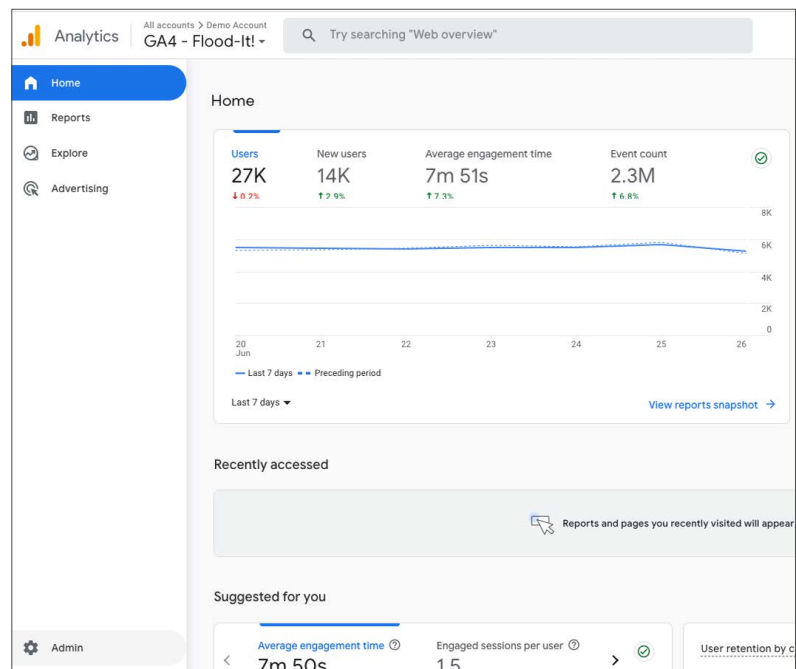 Analytics
All accounts > Demo Account
GA4 - Flood-It!
Try searching "Web overview"
Home
Reports
Explore
Advertising
Admin
Home
Users New users Average engagement time Event count
27K 14K 7m 51s 2.3M
↓0.2% ↑2.9% ↑7.3% ↑6.8%
8K
6K
4K
2K
0
20 21 22 23 24 25 26
Jun
Last 7 days Preceding period
Last 7 days
View reports snapshot →
Recently accessed
Reports and pages you recently visited will appear
Suggested for you
Average engagement time Engaged sessions per user User retention by c
7m 50s 1.5